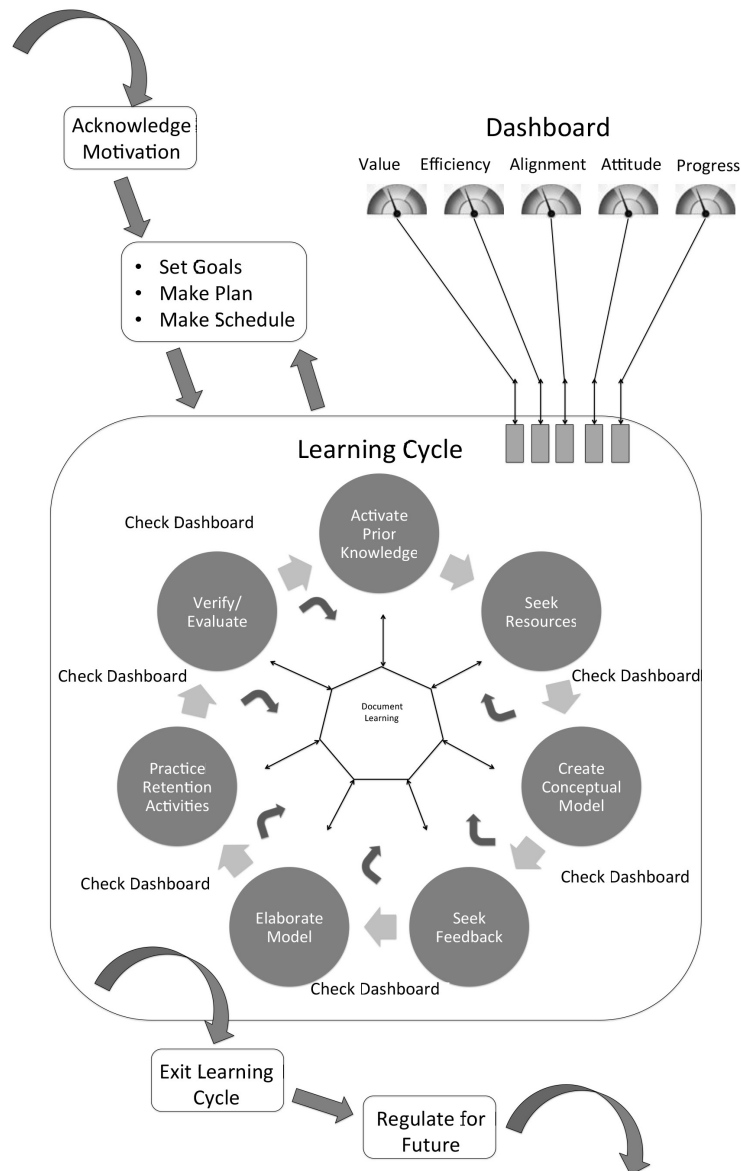 Acknowledge
Motivation
Dashboard
Value Efficiency Alignment Attitude Progress
• Set Goals
• Make Plan
• Make Schedule
Learning Cycle
Check Dashboard
Activate
Prior
Knowledge
Verify/
Evaluate
Seek
Resources
Check Dashboard
Check Dashboard
Document
Learning
Practice
Retention
Activities
Create
Conceptual
Model
Check Dashboard
Check Dashboard
Elaborate
Model
Seek
Feedback
Check Dashboard
Exit Learning
Cycle
Regulate for
Future